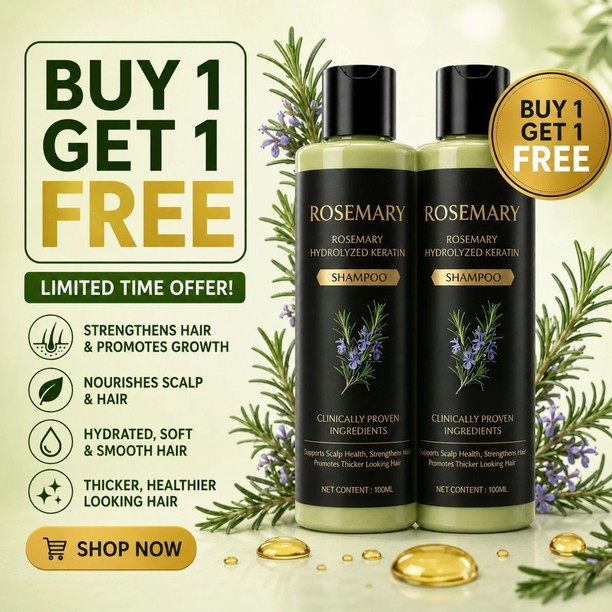 BUY 1
GET 1
FREE
LIMITED TIME OFFER!
STRENGTHENS HAIR
& PROMOTES GROWTH
NOURISHES SCALP
& HAIR
HYDRATED, SOFT
& SMOOTH HAIR
THICKER, HEALTHIER
LOOKING HAIR
SHOP NOW
ROSEMARY
ROSEMARY
HYDROLYZED KERATIN
SHAMPOO
CLINICALLY PROVEN
INGREDIENTS
Supports Scalp Health, Strengthens Hair
Promotes Thicker Looking Hair
NET CONTENT : 100ML
ROSEMARY
ROSEMARY
HYDROLYZED KERATIN
SHAMPOO
CLINICALLY PROVEN
INGREDIENTS
Supports Scalp Health, Strengthens Hair
Promotes Thicker Looking Hair
NET CONTENT : 100ML
BUY 1
GET 1
FREE